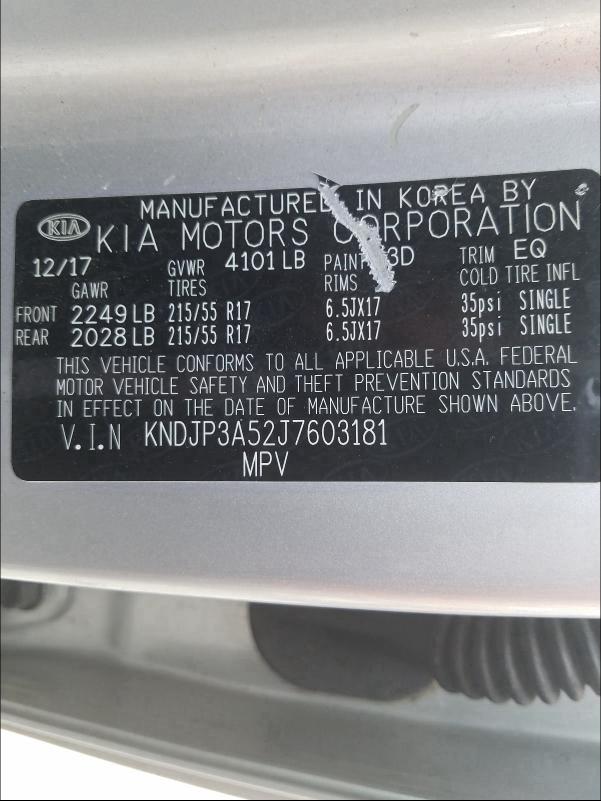 MANUFACTURED IN KOREA BY
KIA KIA MOTORS CORPORATION
12/17 GVWR 4101 LB PAINT TRIM EQ
GAWR TIRES RIMS COLD TIRE INFL
FRONT 2249 LB 215/55 R17 6.5JX17 35psi SINGLE
REAR 2028 LB 215/55 R17 6.5JX17 35psi SINGLE
THIS VEHICLE CONFORMS TO ALL APPLICABLE U.S.A. FEDERAL
MOTOR VEHICLE SAFETY AND THEFT PREVENTION STANDARDS
IN EFFECT ON THE DATE OF MANUFACTURE SHOWN ABOVE.
V.I.N KNDJP3A52J7603181
MPV